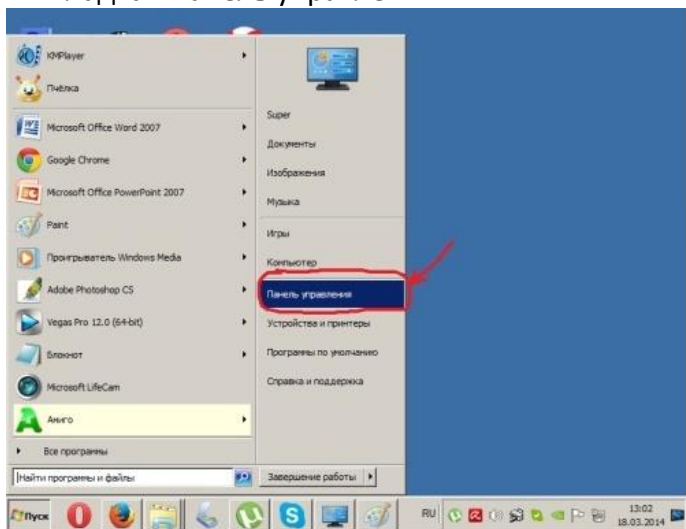 KMPlayer
Пчёлка
Microsoft Office Word 2007
Google Chrome
Microsoft Office PowerPoint 2007
Paint
Проигрыватель Windows Media
Adobe Photoshop CS
Vegas Pro 12.0 (64-bit)
Блокнот
Microsoft LifeCam
Амиго
Все программы
Найти программы и файлы
Super
Документы
Изображения
Музыка
Игры
Компьютер
Панель управления
Устройства и принтеры
Программы по умолчанию
Справка и поддержка
Завершение работы
Пуск
RU
13:02
18.03.2014